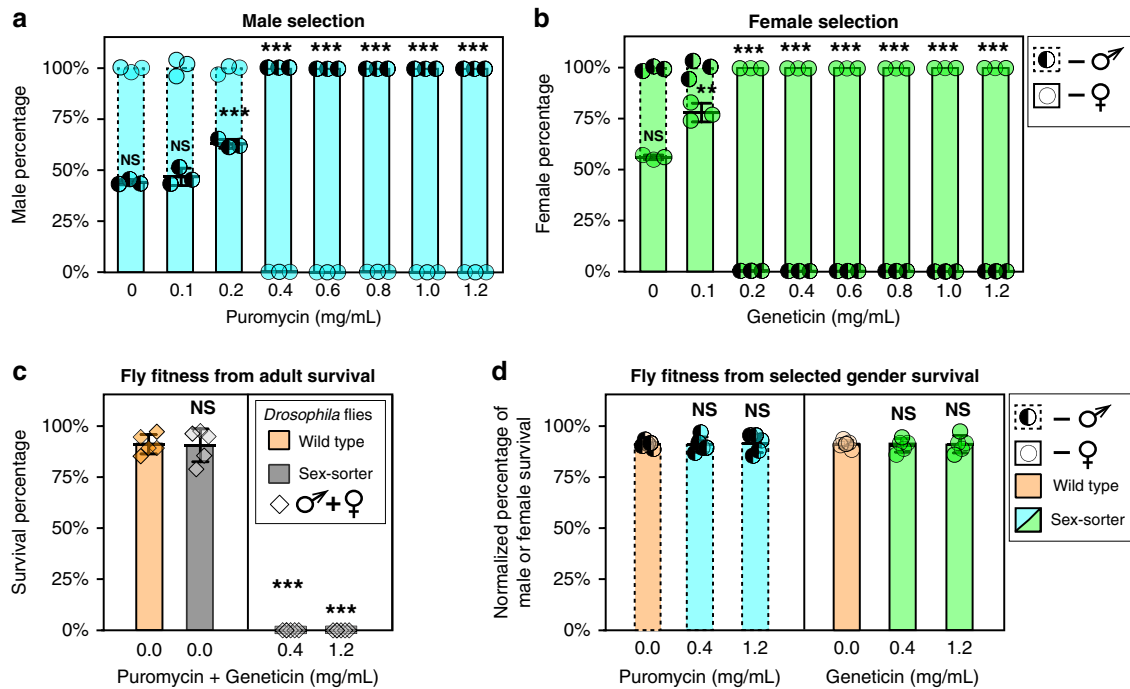 a
Male selection
Male percentage
100%
75%
50%
25%
0%
NS
NS
***
***
***
***
***
***
0 0.1 0.2 0.4 0.6 0.8 1.0 1.2
Puromycin (mg/mL)
b
Female selection
Female percentage
100%
75%
50%
25%
0%
NS
**
***
***
***
***
***
***
0 0.1 0.2 0.4 0.6 0.8 1.0 1.2
Geneticin (mg/mL)
– ♂
– ♀
c
Fly fitness from adult survival
Survival percentage
100%
75%
50%
25%
0%
NS
***
***
Drosophila flies
Wild type
Sex-sorter
♂+♀
0.0 0.0 0.4 1.2
Puromycin + Geneticin (mg/mL)
d
Fly fitness from selected gender survival
Normalized percentage of
male or female survival
100%
75%
50%
25%
0%
NS NS NS NS
0.0 0.4 1.2 0.0 0.4 1.2
Puromycin (mg/mL) Geneticin (mg/mL)
– ♂
– ♀
Wild type
Sex-sorter